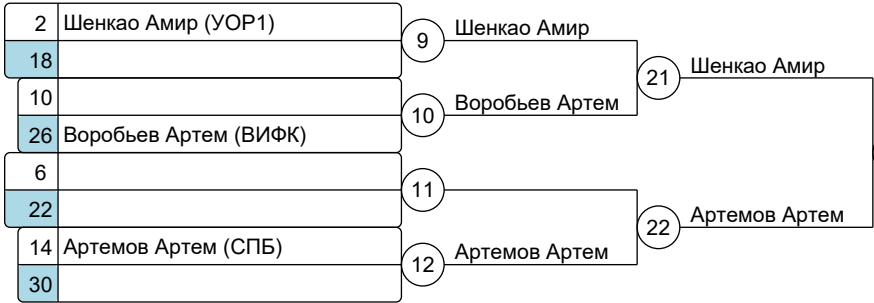 2 Шенкао Амир (УОР1)
9 Шенкао Амир
18
21 Шенкао Амир
10
10 Воробьев Артем
26 Воробьев Артем (ВИФК)
6
11
22
22 Артемов Артем
14 Артемов Артем (СПБ)
12 Артемов Артем
30